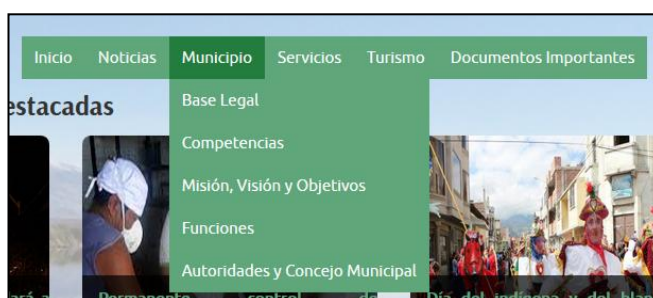 Inicio Noticias Municipio Servicios Turismo Documentos Importantes
estacadas
Base Legal
Competencias
Misión, Visión y Objetivos
Funciones
Autoridades y Concejo Municipal
Permanente control de Día del indígena y del